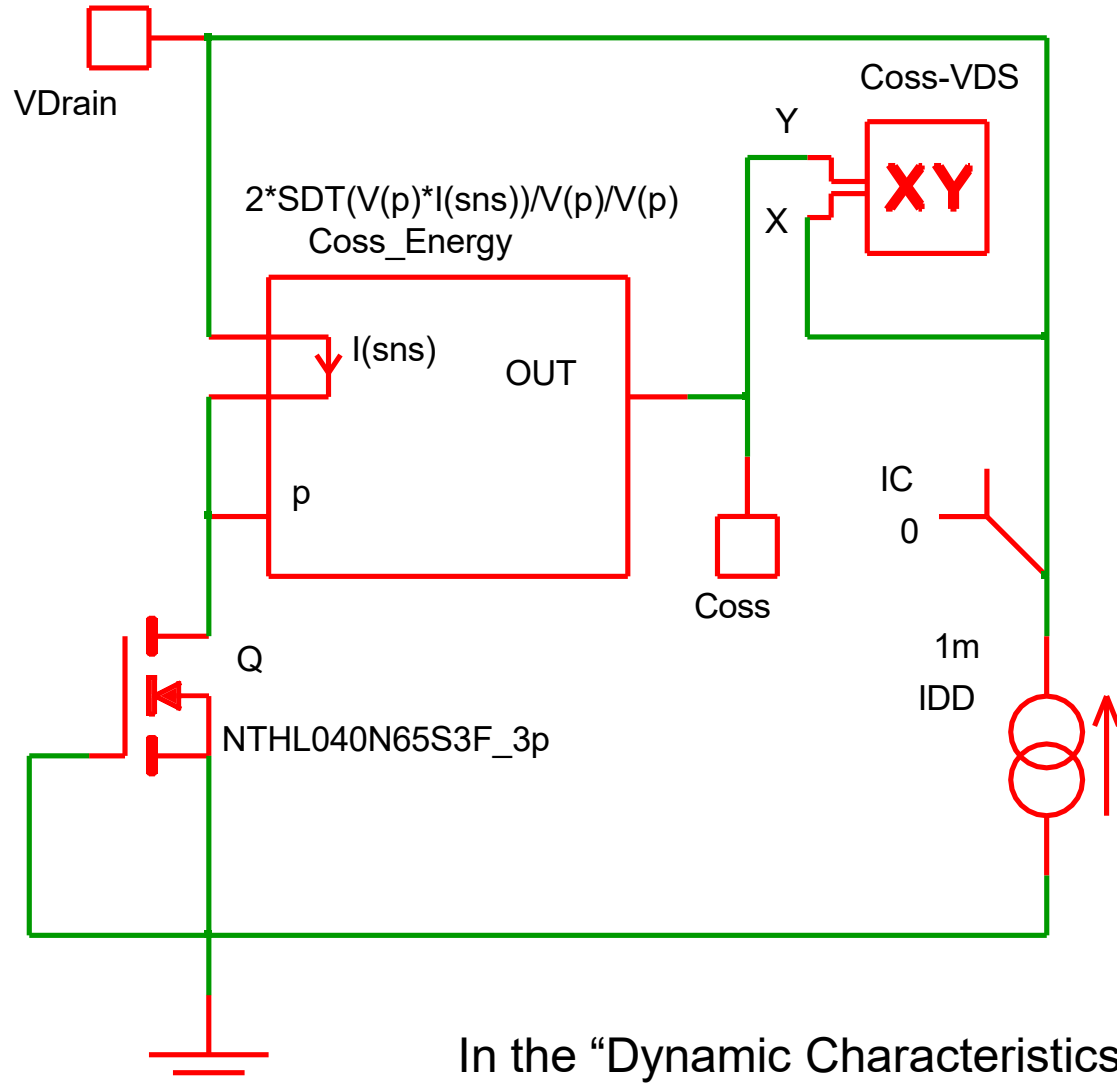 VDrain
Coss-VDS
Y
XY
2*SDT(V(p)*I(sns))/V(p)/V(p)
X
Coss_Energy
I(sns)
OUT
IC
p
0
Coss
1m
Q
IDD
NTHL040N65S3F_3p
In the “Dynamic Characteristics